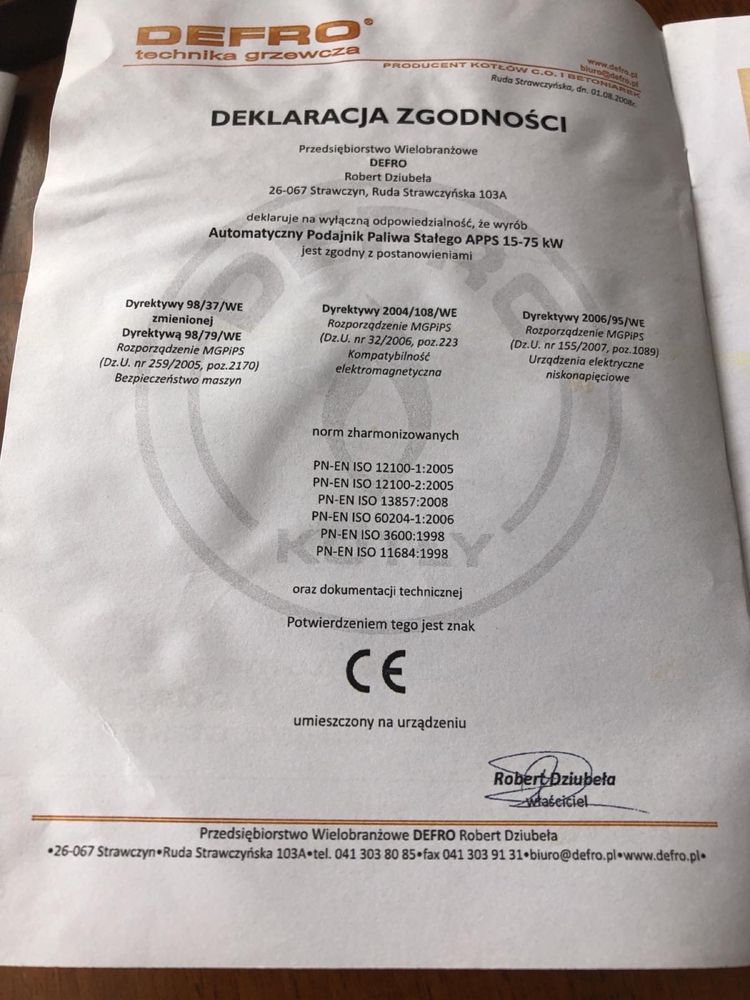 DEFRO®
technika grzewcza
PRODUCENT KOTŁÓW C.O. I BETONIAREK
www.defro.pl
biuro@defro.pl
Ruda Strawczyńska, dn. 01.08.2008r.
DEKLARACJA ZGODNOŚCI
Przedsiębiorstwo Wielobranżowe
DEFRO
Robert Dziubeła
26-067 Strawczyn, Ruda Strawczyńska 103A
deklaruje na wyłączną odpowiedzialność, że wyrób
Automatyczny Podajnik Paliwa Stałego APPS 15-75 kW
jest zgodny z postanowieniami
Dyrektywy 98/37/WE
zmienionej
Dyrektywą 98/79/WE
Rozporządzenie MGPiPS
(Dz.U. nr 259/2005, poz.2170)
Bezpieczeństwo maszyn
Dyrektywy 2004/108/WE
Rozporządzenie MGPiPS
(Dz.U. nr 32/2006, poz.223
Kompatybilność
elektromagnetyczna
Dyrektywy 2006/95/WE
Rozporządzenie MGPiPS
(Dz.U. nr 155/2007, poz.1089)
Urządzenia elektryczne
niskonapięciowe
norm zharmonizowanych
PN-EN ISO 12100-1:2005
PN-EN ISO 12100-2:2005
PN-EN ISO 13857:2008
PN-EN ISO 60204-1:2006
PN-EN ISO 3600:1998
PN-EN ISO 11684:1998
DEFRO
KOTŁY
oraz dokumentacji technicznej
Potwierdzeniem tego jest znak
CE
umieszczony na urządzeniu
Robert Dziubeła
właściciel
Przedsiębiorstwo Wielobranżowe DEFRO Robert Dziubeła
•26-067 Strawczyn•Ruda Strawczyńska 103A•tel. 041 303 80 85•fax 041 303 91 31•biuro@defro.pl•www.defro.pl•